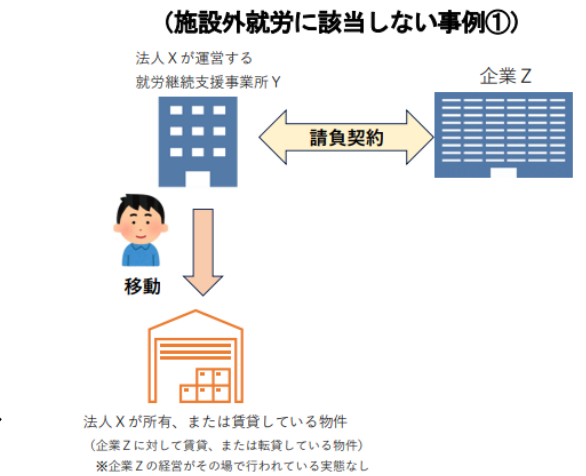 （施設外就労に該当しない事例①）
法人Xが運営する
就労継続支援事業所Y
企業Z
請負契約
移動
法人Xが所有、または賃貸している物件
（企業Zに対して賃貸、または転貸している物件）
※企業Zの経営がその場で行われている実態なし